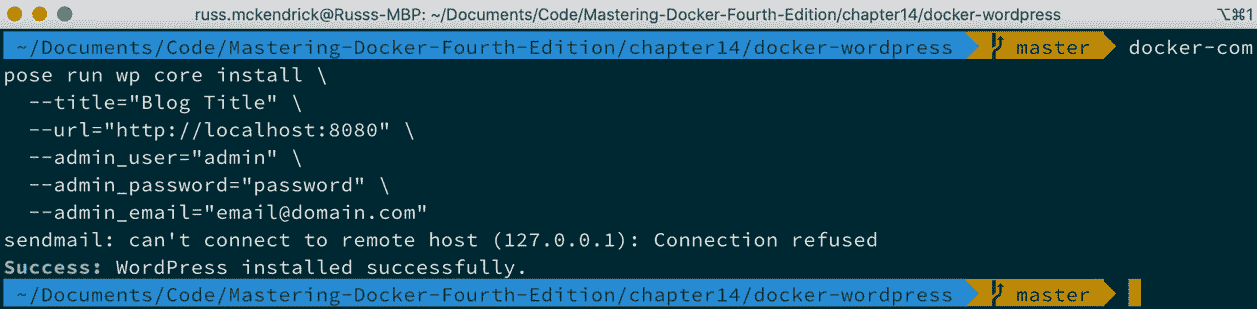 russ.mckendrick@Russs-MBP: ~/Documents/Code/Mastering-Docker-Fourth-Edition/chapter14/docker-wordpress ⌥⌘1
~/Documents/Code/Mastering-Docker-Fourth-Edition/chapter14/docker-wordpress master docker-com
pose run wp core install \
--title="Blog Title" \
--url="http://localhost:8080" \
--admin_user="admin" \
--admin_password="password" \
--admin_email="email@domain.com"
sendmail: can't connect to remote host (127.0.0.1): Connection refused
Success: WordPress installed successfully.
~/Documents/Code/Mastering-Docker-Fourth-Edition/chapter14/docker-wordpress master